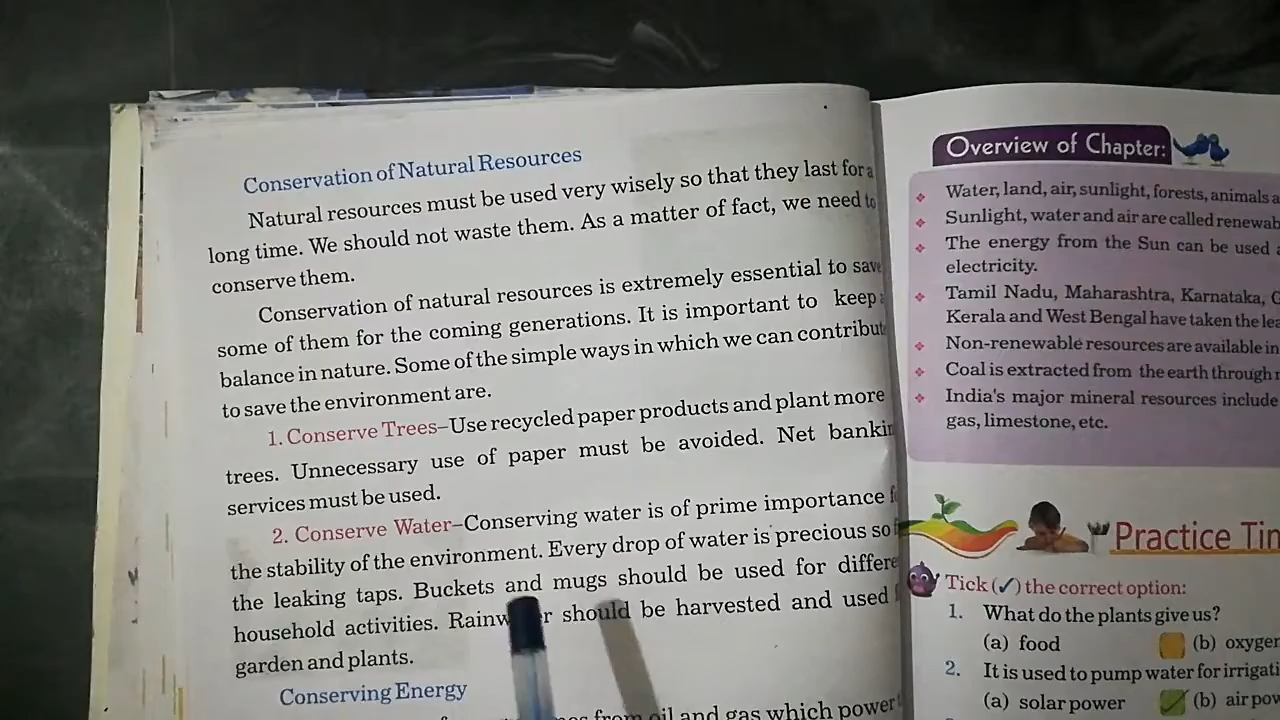 Conservation of Natural Resources
Natural resources must be used very wisely so that they last for a
long time. We should not waste them. As a matter of fact, we need to
conserve them.
Conservation of natural resources is extremely essential to save
some of them for the coming generations. It is important to keep a
balance in nature. Some of the simple ways in which we can contribut
to save the environment are.
1. Conserve Trees–Use recycled paper products and plant more
trees. Unnecessary use of paper must be avoided. Net bankin
services must be used.
2. Conserve Water–Conserving water is of prime importance
the stability of the environment. Every drop of water is precious so
the leaking taps. Buckets and mugs should be used for differe
household activities. should be harvested and used
garden and plants.
Conserving Energy
from oil and gas which power
Overview of Chapter:
Water, land, air, sunlight, forests, animals a
Sunlight, water and air are called renewab
The energy from the Sun can be used
electricity.
Tamil Nadu, Maharashtra, Karnataka,
Kerala and West Bengal have taken the lea
Non-renewable resources are available in
Coal is extracted from the earth through
India's major mineral resources include
gas, limestone, etc.
Practice Tim
Tick (✓) the correct option:
1. What do the plants give us?
(a) food (b) oxygen
2. It is used to pump water for irrigati
(a) solar power (b) air pow